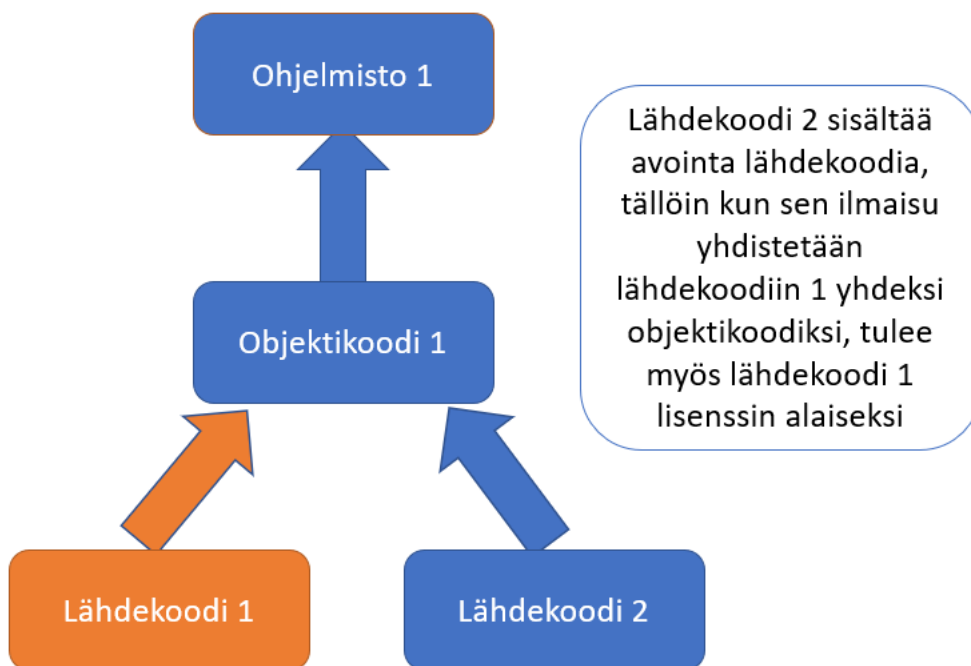 Ohjelmisto 1
Lähdekoodi 2 sisältää
avointa lähdekoodia,
tällöin kun sen ilmaisu
yhdistetään
lähdekoodiin 1 yhdeksi
objektikoodiksi, tulee
myös lähdekoodi 1
lisenssin alaiseksi
Objektikoodi 1
Lähdekoodi 1
Lähdekoodi 2